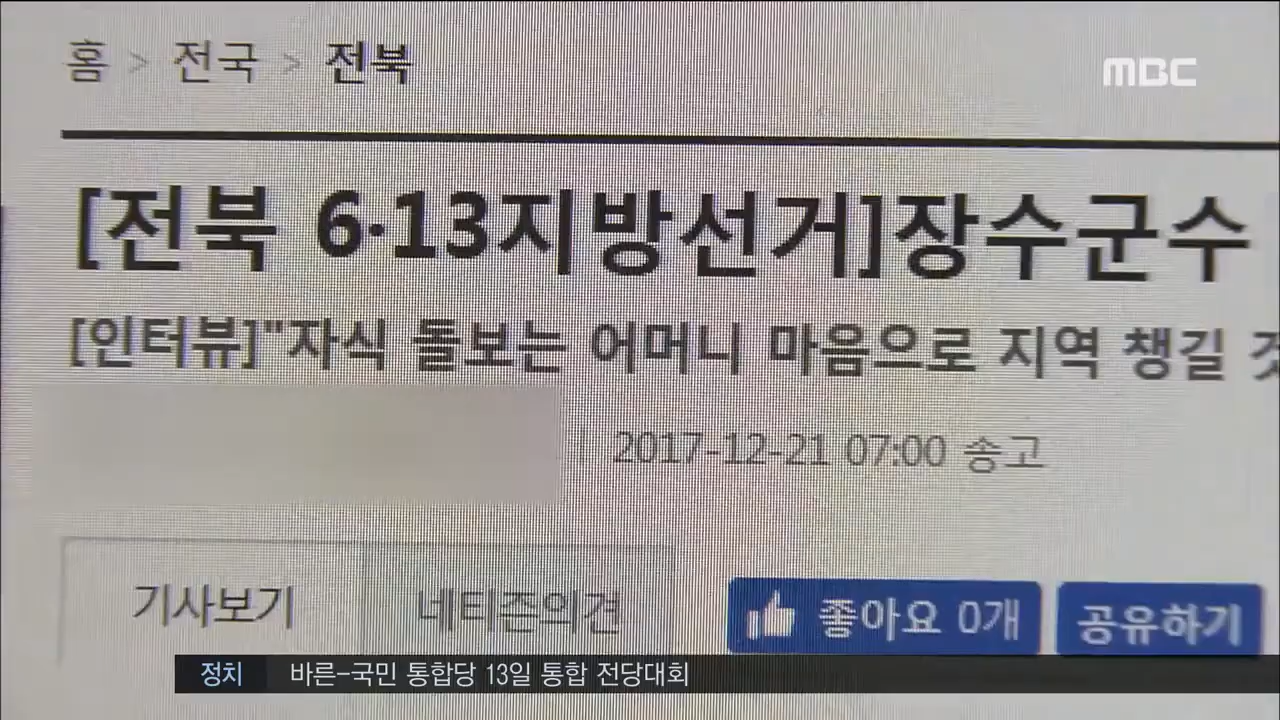 홈 > 전국 > 전북
MBC
[전북 6·13지방선거]장수군수
[인터뷰]"자식 돌보는 어머니 마음으로 지역 챙길
2017-12-21 07:00 송고
기사보기
네티즌의견
좋아요 0개
공유하기
정치 바른-국민 통합당 13일 통합 전당대회